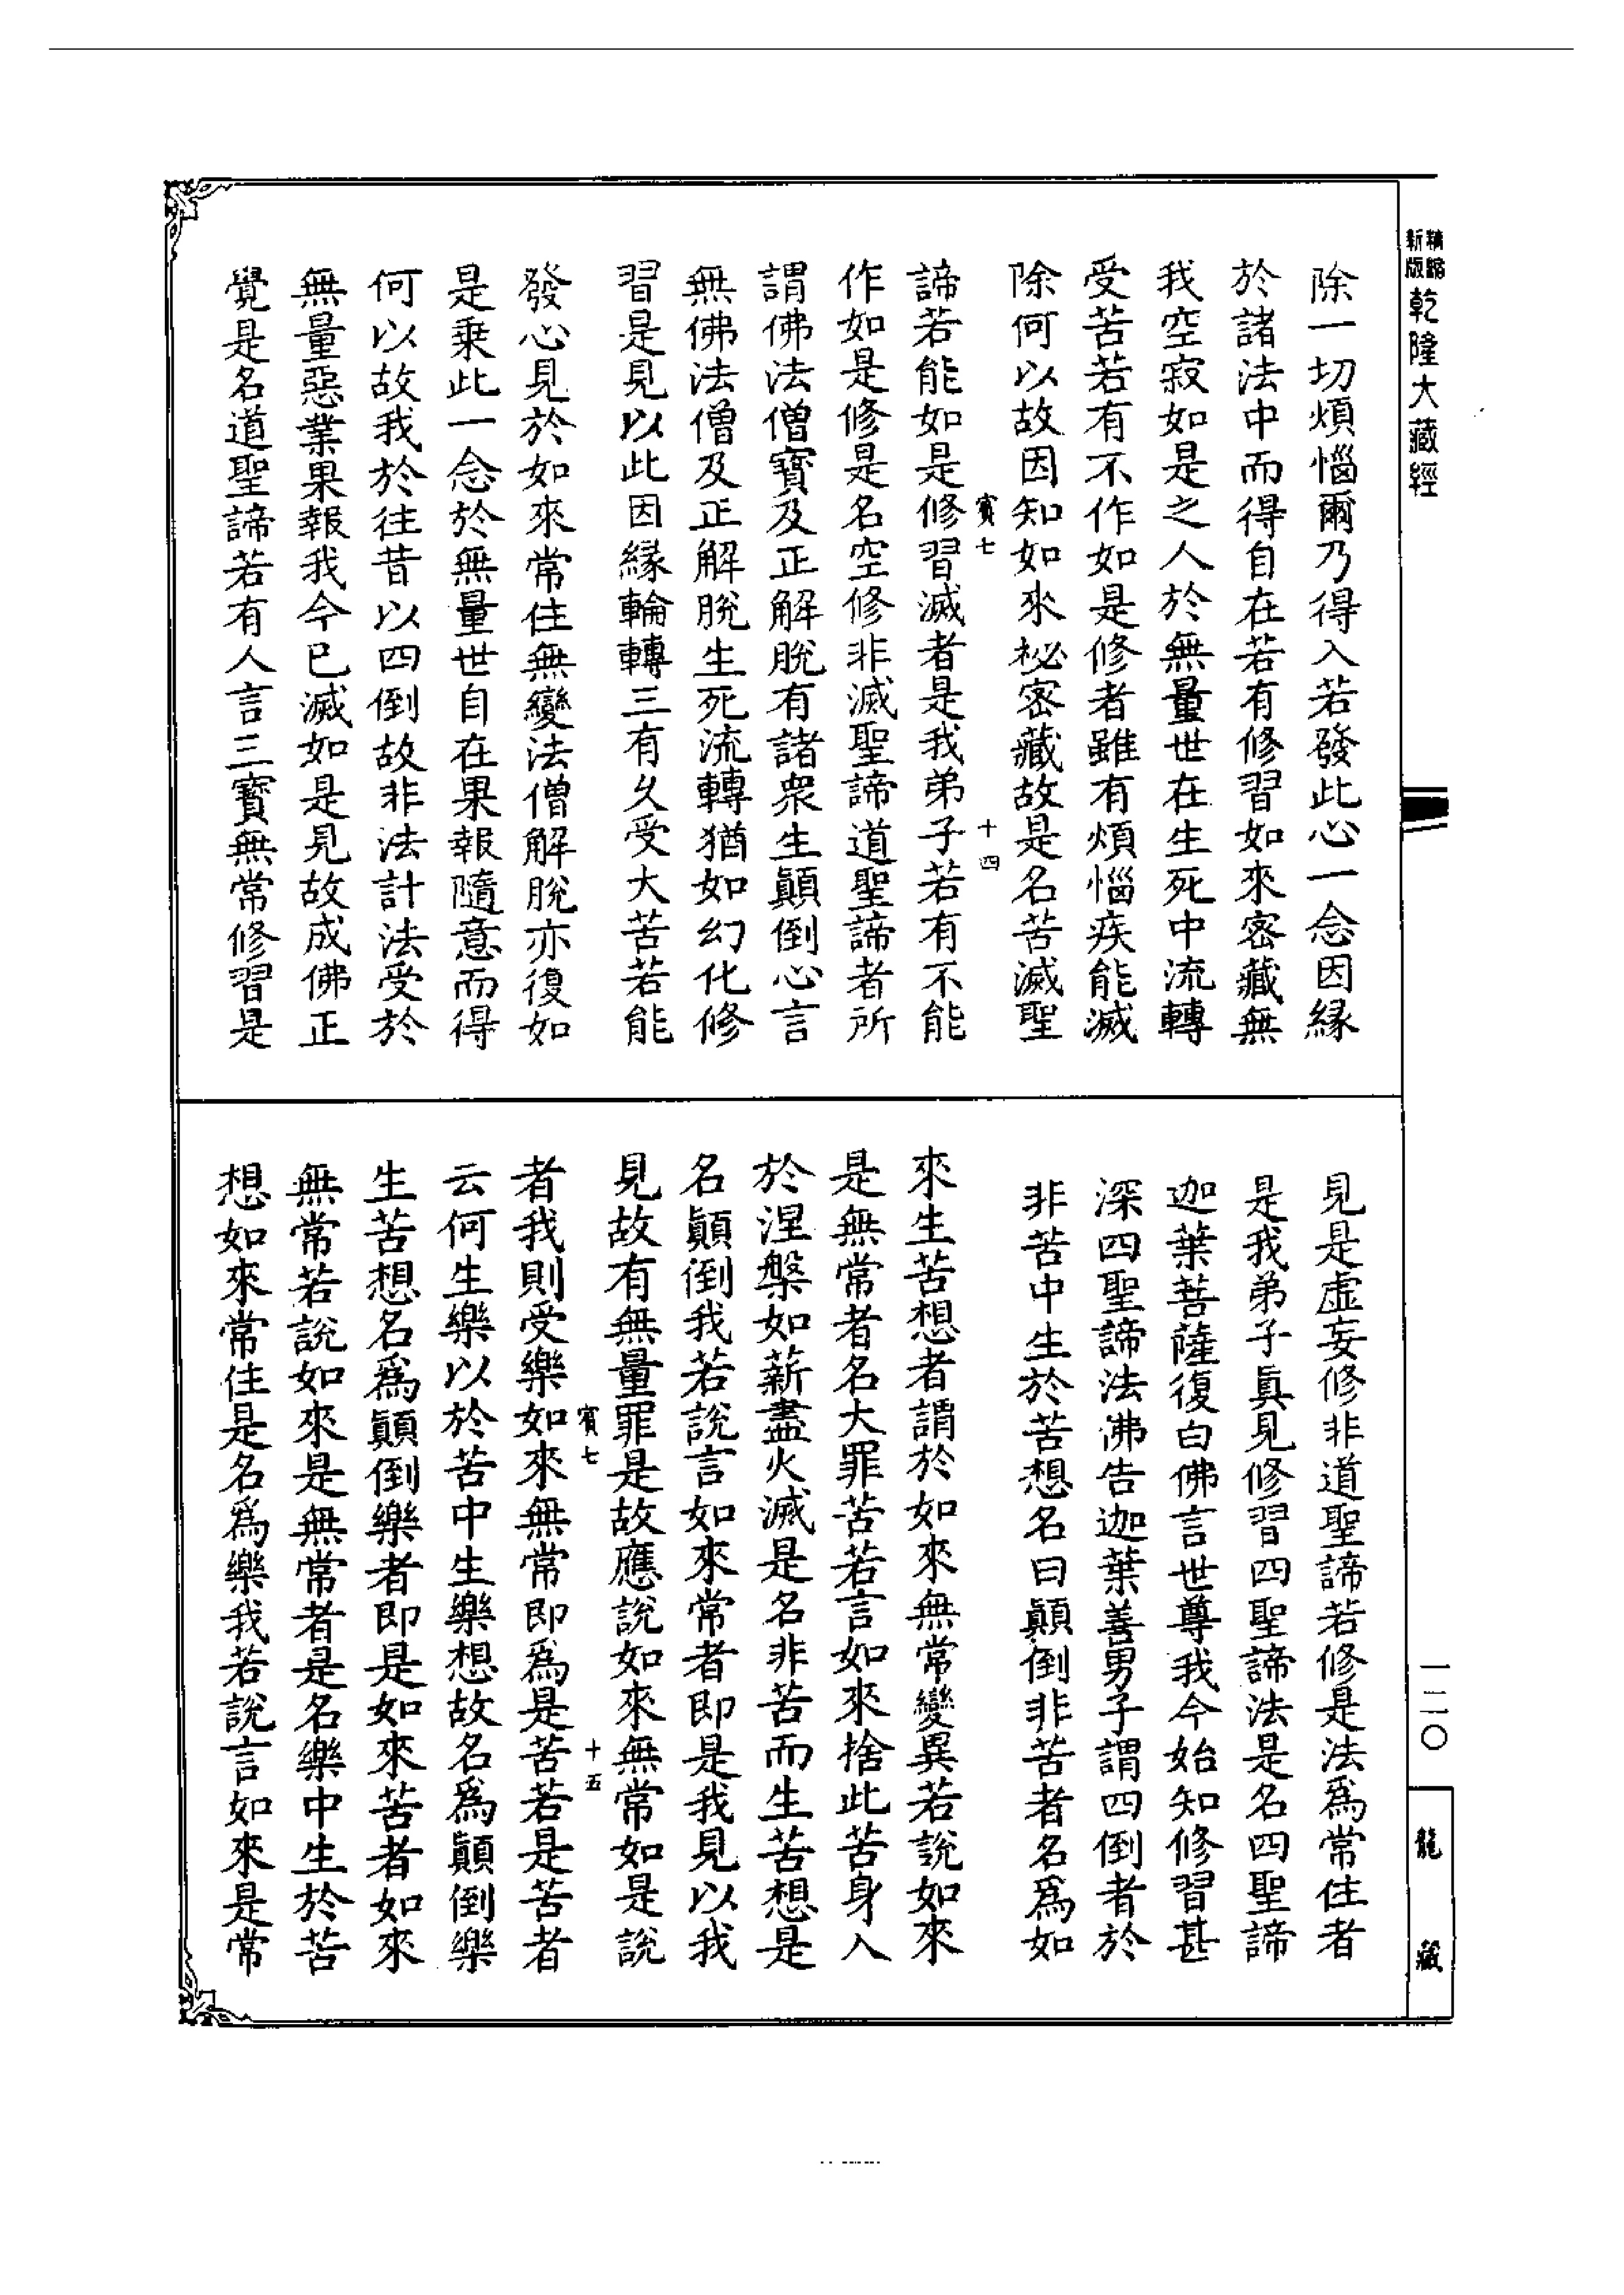 新版
精縮
乾隆大藏經
除一切煩惱爾乃得入若發此心一念因緣
於諸法中而得自在若有修習如來密藏無
我空寂如是之人於無量世在生死中流轉
受苦若有不作如是修者雖有煩惱疾能滅
除何以故因知如來祕密藏故是名苦滅聖
賓七
十四
諦若能如是修習滅者是我弟子若有不能
作如是修是名空修非滅聖諦道聖諦者所
謂佛法僧寶及正解脫有諸衆生顚倒心言
無佛法僧及正解脫生死流轉猶如幻化修
習是見以此因緣輪轉三有久受大苦若能
發心見於如來常住無變法僧解脫亦復如
是乘此一念於無量世自在果報隨意而得
何以故我於往昔以四倒故非法計法受於
無量惡業果報我今已滅如是見故成佛正
覺是名道聖諦若有人言三寶無常修習是
見是虛妄修非道聖諦若修是法爲常住者
是我弟子眞見修習四聖諦法是名四聖諦
迦葉菩薩復白佛言世尊我今始知修習甚
深四聖諦法佛告迦葉善男子謂四倒者於
非苦中生於苦想名曰顚倒非苦者名爲如
來生苦想者謂於如來無常變異若說如來
是無常者名大罪苦若言如來捨此苦身入
於涅槃如薪盡火滅是名非苦而生苦想是
名顚倒我若說言如來常者即是我見以我
見故有無量罪是故應說如來無常如是說
賓七
十五
者我則受樂如來無常即爲是苦若是苦者
云何生樂以於苦中生樂想故名爲顚倒樂
生苦想名爲顚倒樂者即是如來苦者如來
無常若說如來是無常者是名樂中生於苦
想如來常住是名爲樂我若說言如來是常
一二〇
龍藏